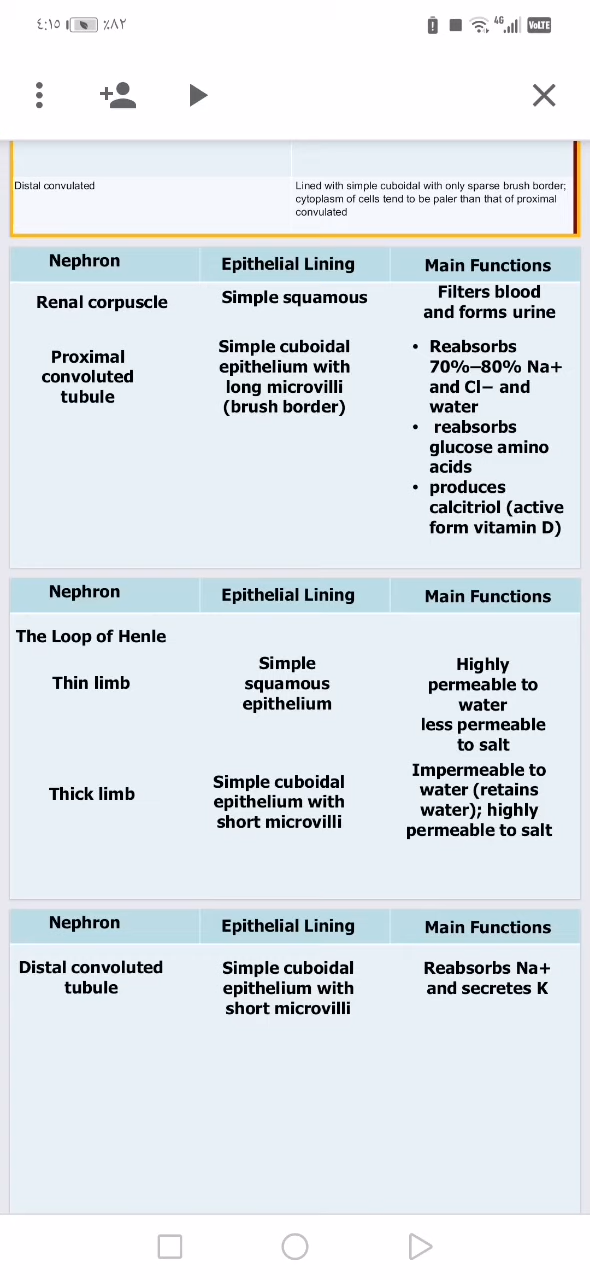 ٤:١٥ ٪٨٢ 4G VoLTE
Distal convulated
Lined with simple cuboidal with only sparse brush border;
cytoplasm of cells tend to be paler than that of proximal
convulated
Nephron Epithelial Lining Main Functions
Renal corpuscle
Simple squamous
Filters blood
and forms urine
Proximal
convoluted
tubule
Simple cuboidal
epithelium with
long microvilli
(brush border)
• Reabsorbs
70%–80% Na+
and Cl– and
water
• reabsorbs
glucose amino
acids
• produces
calcitriol (active
form vitamin D)
Nephron Epithelial Lining Main Functions
The Loop of Henle
Thin limb
Simple
squamous
epithelium
Highly
permeable to
water
less permeable
to salt
Thick limb
Simple cuboidal
epithelium with
short microvilli
Impermeable to
water (retains
water); highly
permeable to salt
Nephron Epithelial Lining Main Functions
Distal convoluted
tubule
Simple cuboidal
epithelium with
short microvilli
Reabsorbs Na+
and secretes K